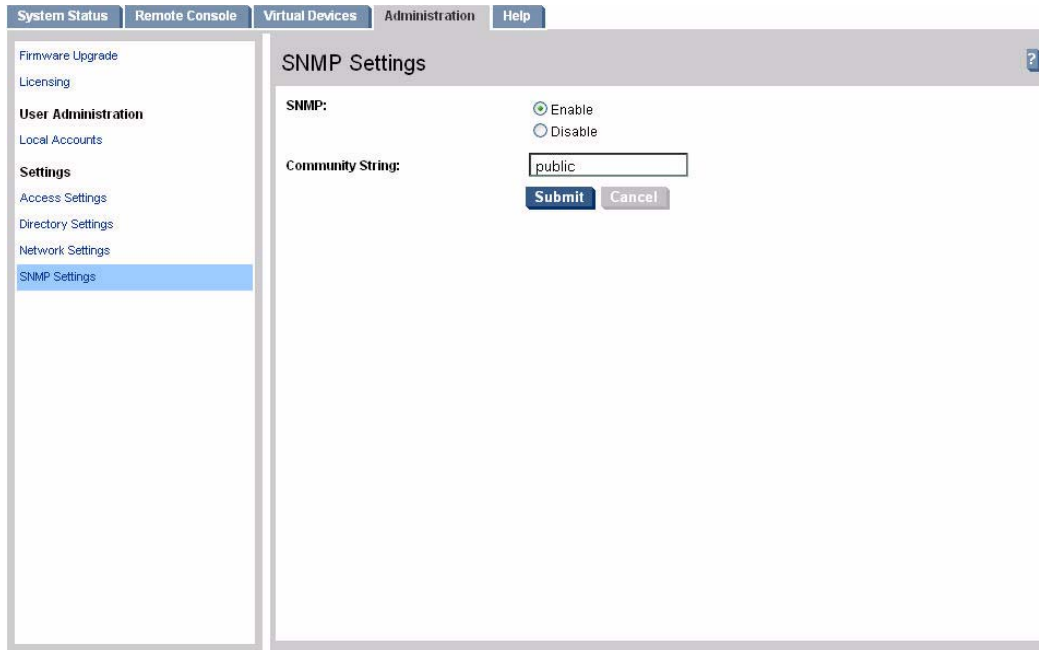 System Status Remote Console Virtual Devices Administration Help
Firmware Upgrade
Licensing
User Administration
Local Accounts
Settings
Access Settings
Directory Settings
Network Settings
SNMP Settings
SNMP Settings
?
SNMP:
Enable
Disable
Community String:
public
Submit Cancel